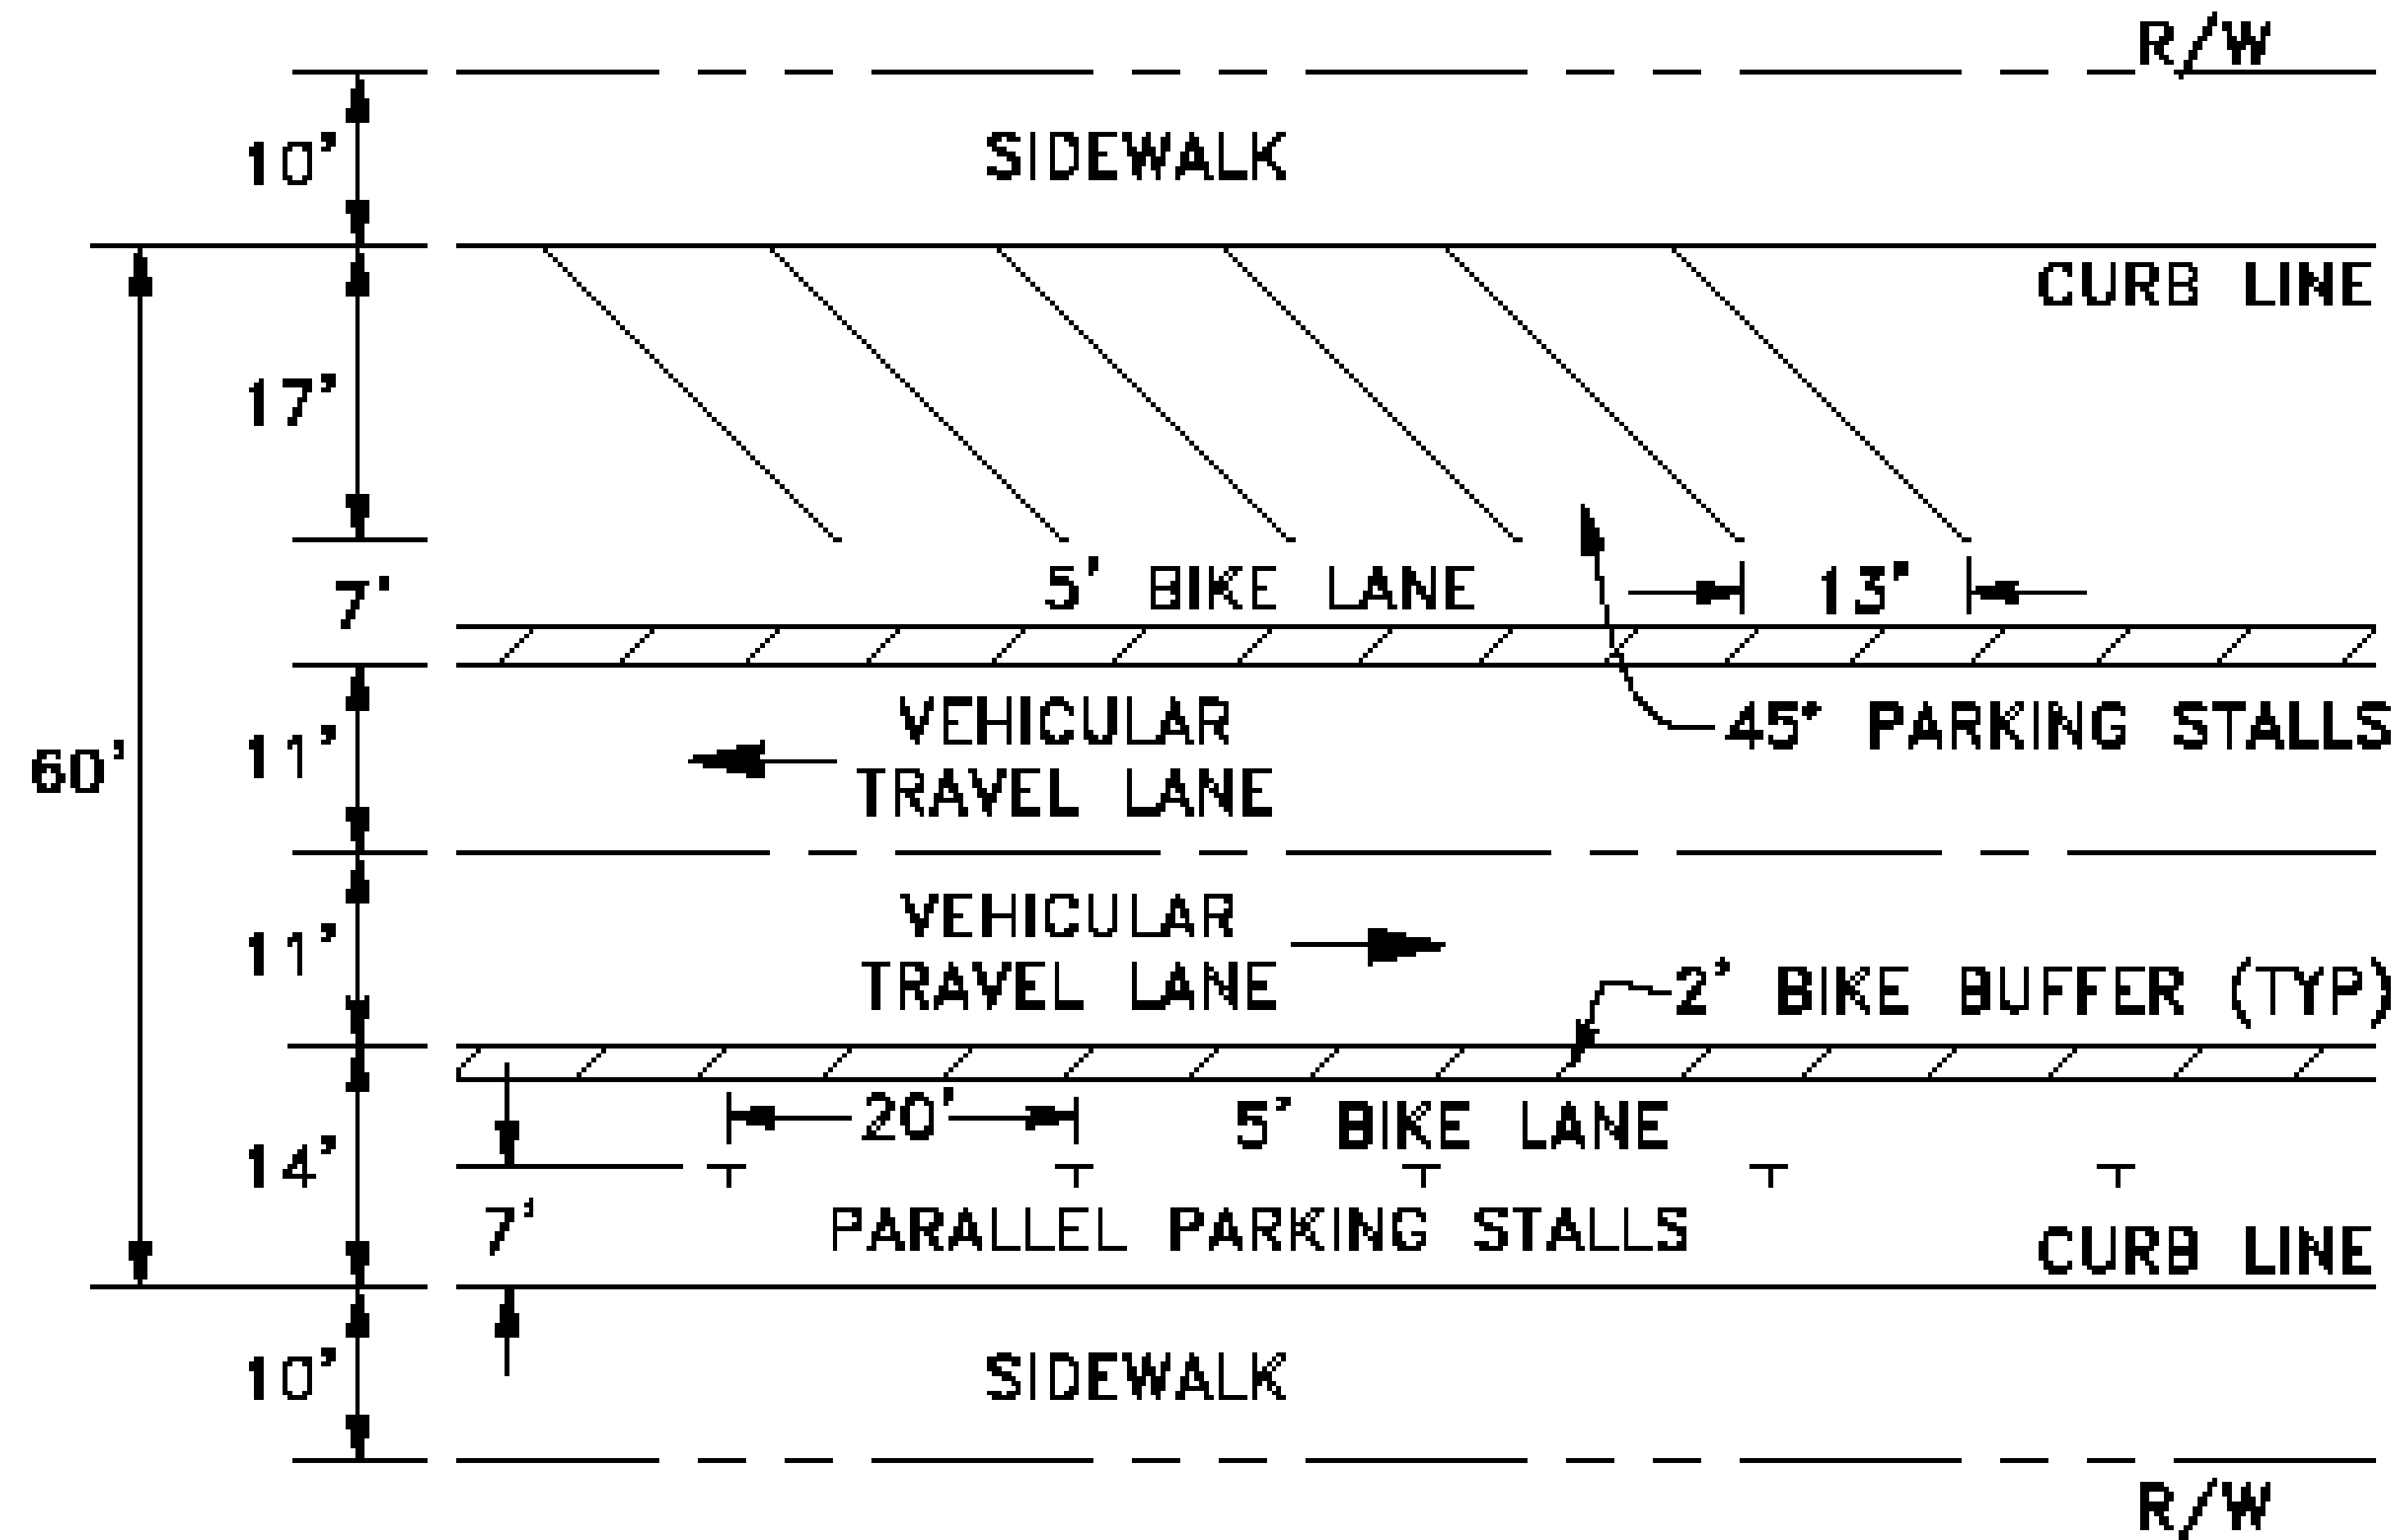 R/W
10'
SIDEWALK
CURB LINE
17'
5' BIKE LANE
13'
7'
VEHICULAR
TRAVEL LANE
45° PARKING STALLS
11'
60'
VEHICULAR
TRAVEL LANE
11'
2' BIKE BUFFER (TYP)
20'
5' BIKE LANE
14'
7'
PARALLEL PARKING STALLS
CURB LINE
10'
SIDEWALK
R/W